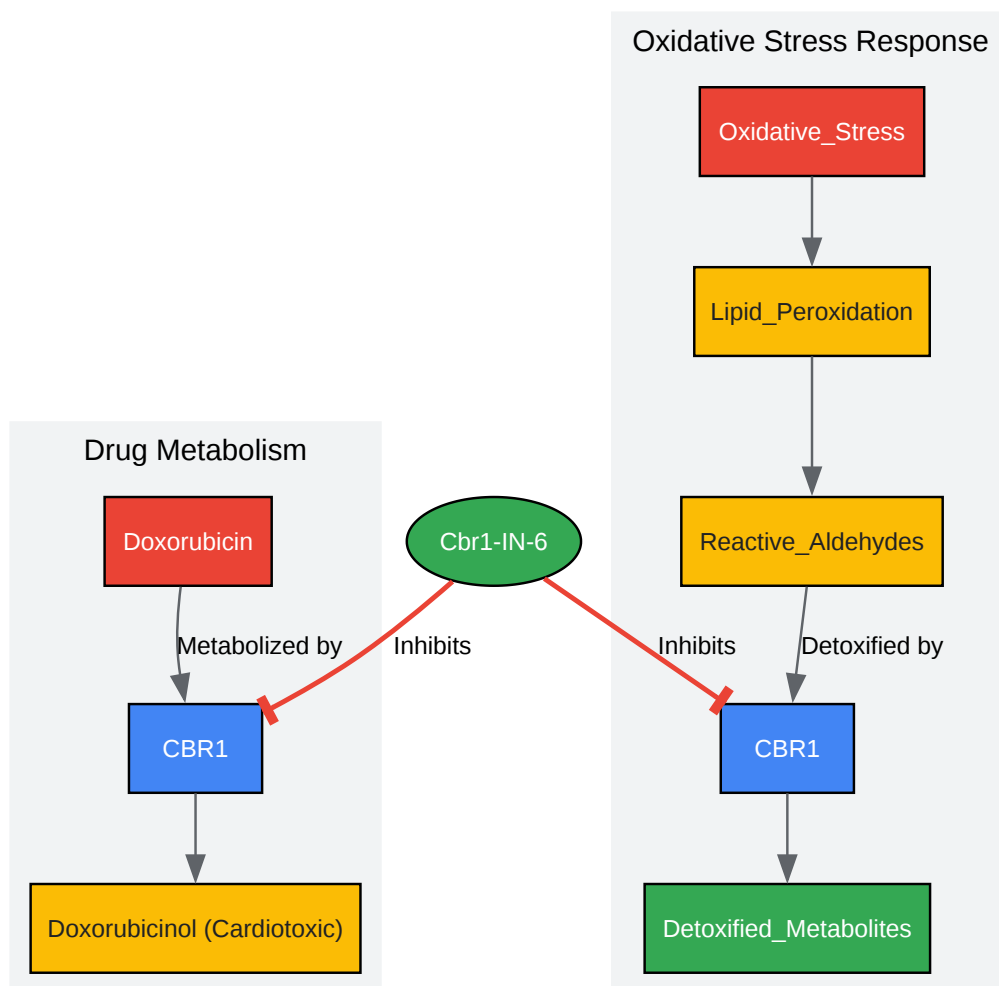 Oxidative Stress Response
Oxidative_Stress
Lipid_Peroxidation
Drug Metabolism
Doxorubicin
Cbr1-IN-6
Reactive_Aldehydes
Metabolized by
Inhibits
Inhibits
Detoxified by
CBR1
CBR1
Doxorubicinol (Cardiotoxic)
Detoxified_Metabolites